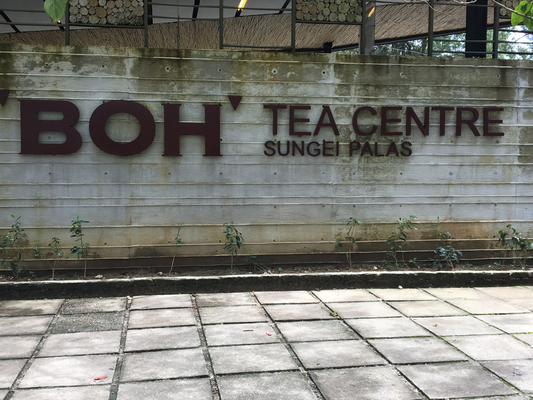 BOH TEA CENTRE
SUNGEI PALAS